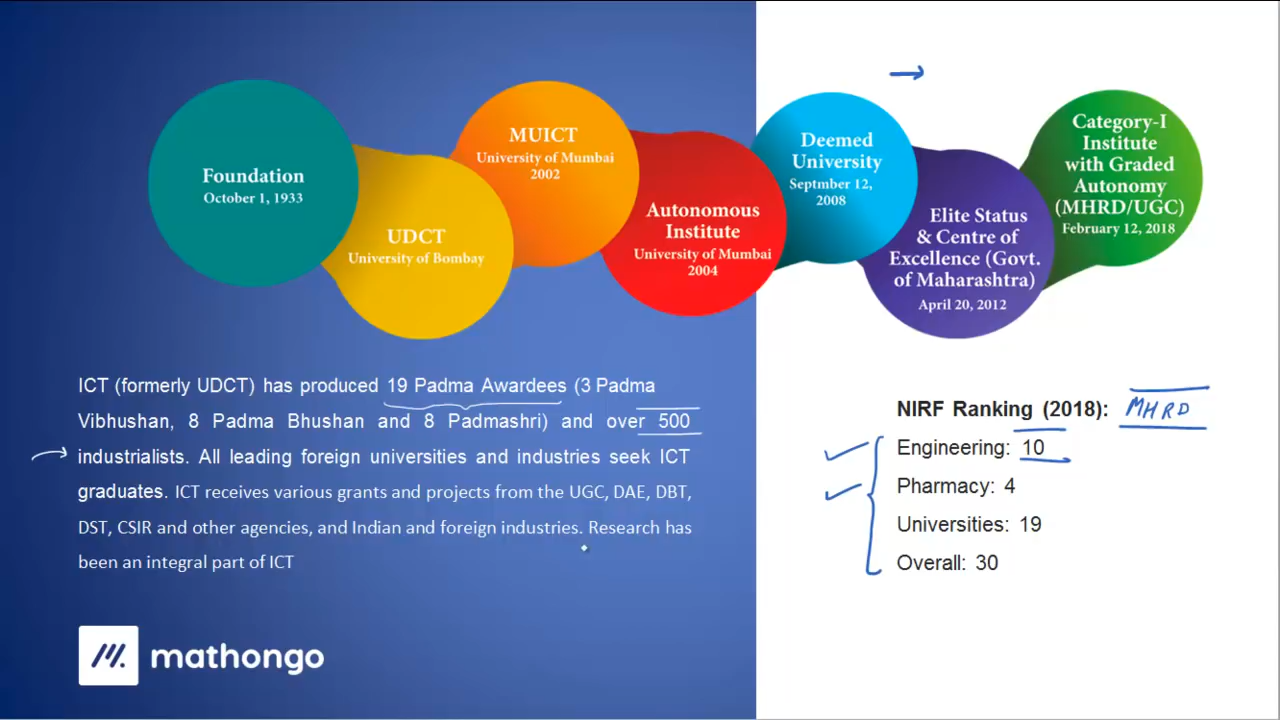 Foundation
October 1, 1933
UDCT
University of Bombay
MUICT
University of Mumbai
2002
Autonomous
Institute
University of Mumbai
2004
Deemed
University
Septmber 12,
2008
Elite Status
& Centre of
Excellence (Govt.
of Maharashtra)
April 20, 2012
Category-I
Institute
with Graded
Autonomy
(MHRD/UGC)
February 12, 2018
ICT (formerly UDCT) has produced 19 Padma Awardees (3 Padma
Vibhushan, 8 Padma Bhushan and 8 Padmashri) and over 500
industrialists. All leading foreign universities and industries seek ICT
graduates. ICT receives various grants and projects from the UGC, DAE, DBT,
DST, CSIR and other agencies, and Indian and foreign industries. Research has
been an integral part of ICT
NIRF Ranking (2018): MHRD
Engineering: 10
Pharmacy: 4
Universities: 19
Overall: 30
mathongo